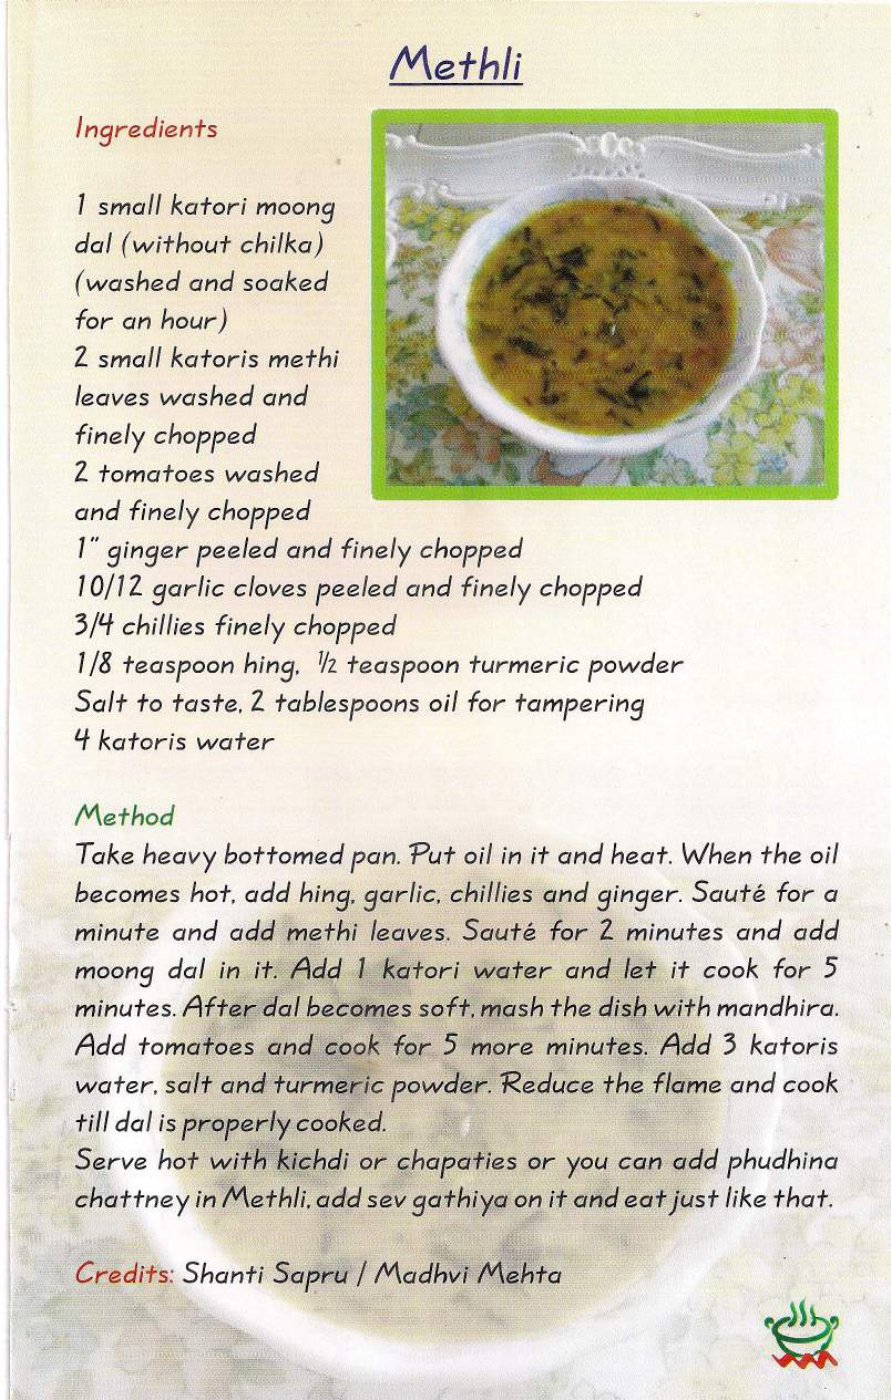 Methli
Ingredients
1 small katori moong
dal (without chilka)
(washed and soaked
for an hour)
2 small katoris methi
leaves washed and
finely chopped
2 tomatoes washed
and finely chopped
1" ginger peeled and finely chopped
10/12 garlic cloves peeled and finely chopped
3/4 chillies finely chopped
1/8 teaspoon hing, ½ teaspoon turmeric powder
Salt to taste, 2 tablespoons oil for tampering
4 katoris water
Method
Take heavy bottomed pan. Put oil in it and heat. When the oil
becomes hot, add hing, garlic, chillies and ginger. Sauté for a
minute and add methi leaves. Sauté for 2 minutes and add
moong dal in it. Add 1 katori water and let it cook for 5
minutes. After dal becomes soft, mash the dish with mandhira.
Add tomatoes and cook for 5 more minutes. Add 3 katoris
water, salt and turmeric powder. Reduce the flame and cook
till dal is properly cooked.
Serve hot with kichdi or chapaties or you can add phudhina
chattney in Methli, add sev gathiya on it and eat just like that.
Credits: Shanti Sapru / Madhvi Mehta